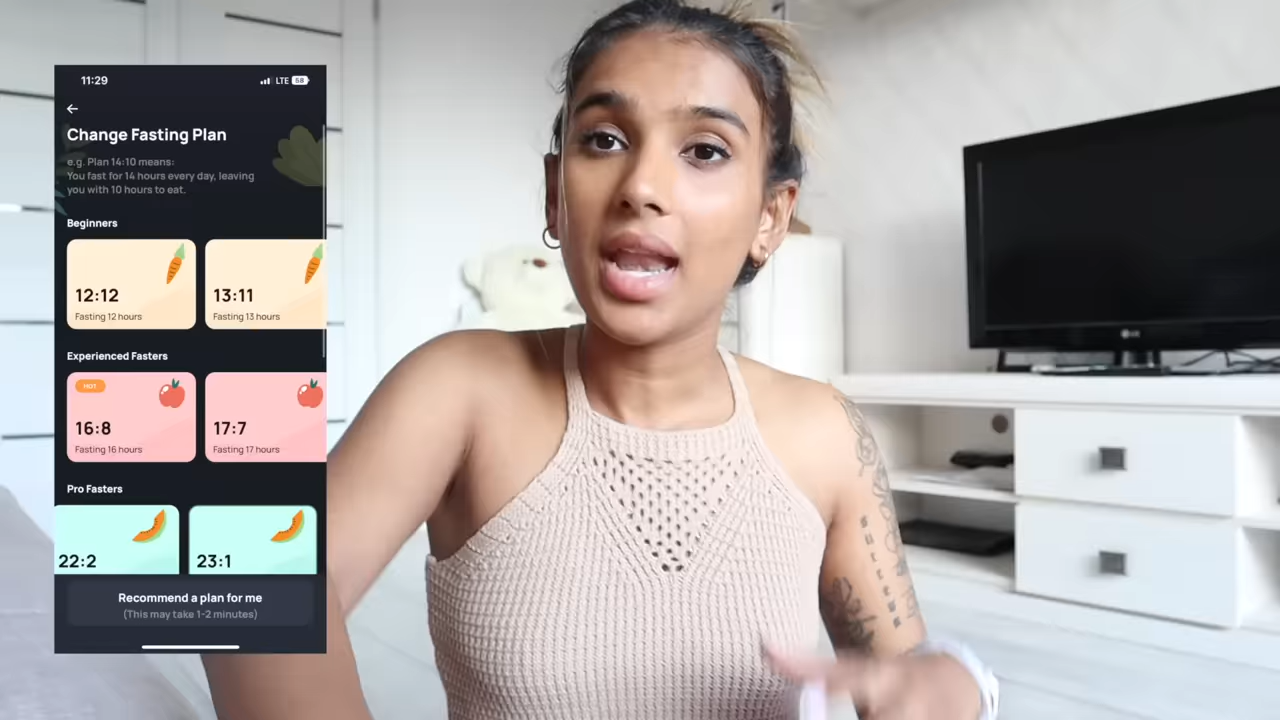 11:29
LTE 58
Change Fasting Plan
e.g. Plan 14:10 means:
You fast for 14 hours every day, leaving
you with 10 hours to eat.
Beginners
12:12
Fasting 12 hours
13:11
Fasting 13 hours
Experienced Fasters
HOT
16:8
Fasting 16 hours
17:7
Fasting 17 hours
Pro Fasters
22:2
23:1
Recommend a plan for me
(This may take 1-2 minutes)
LG